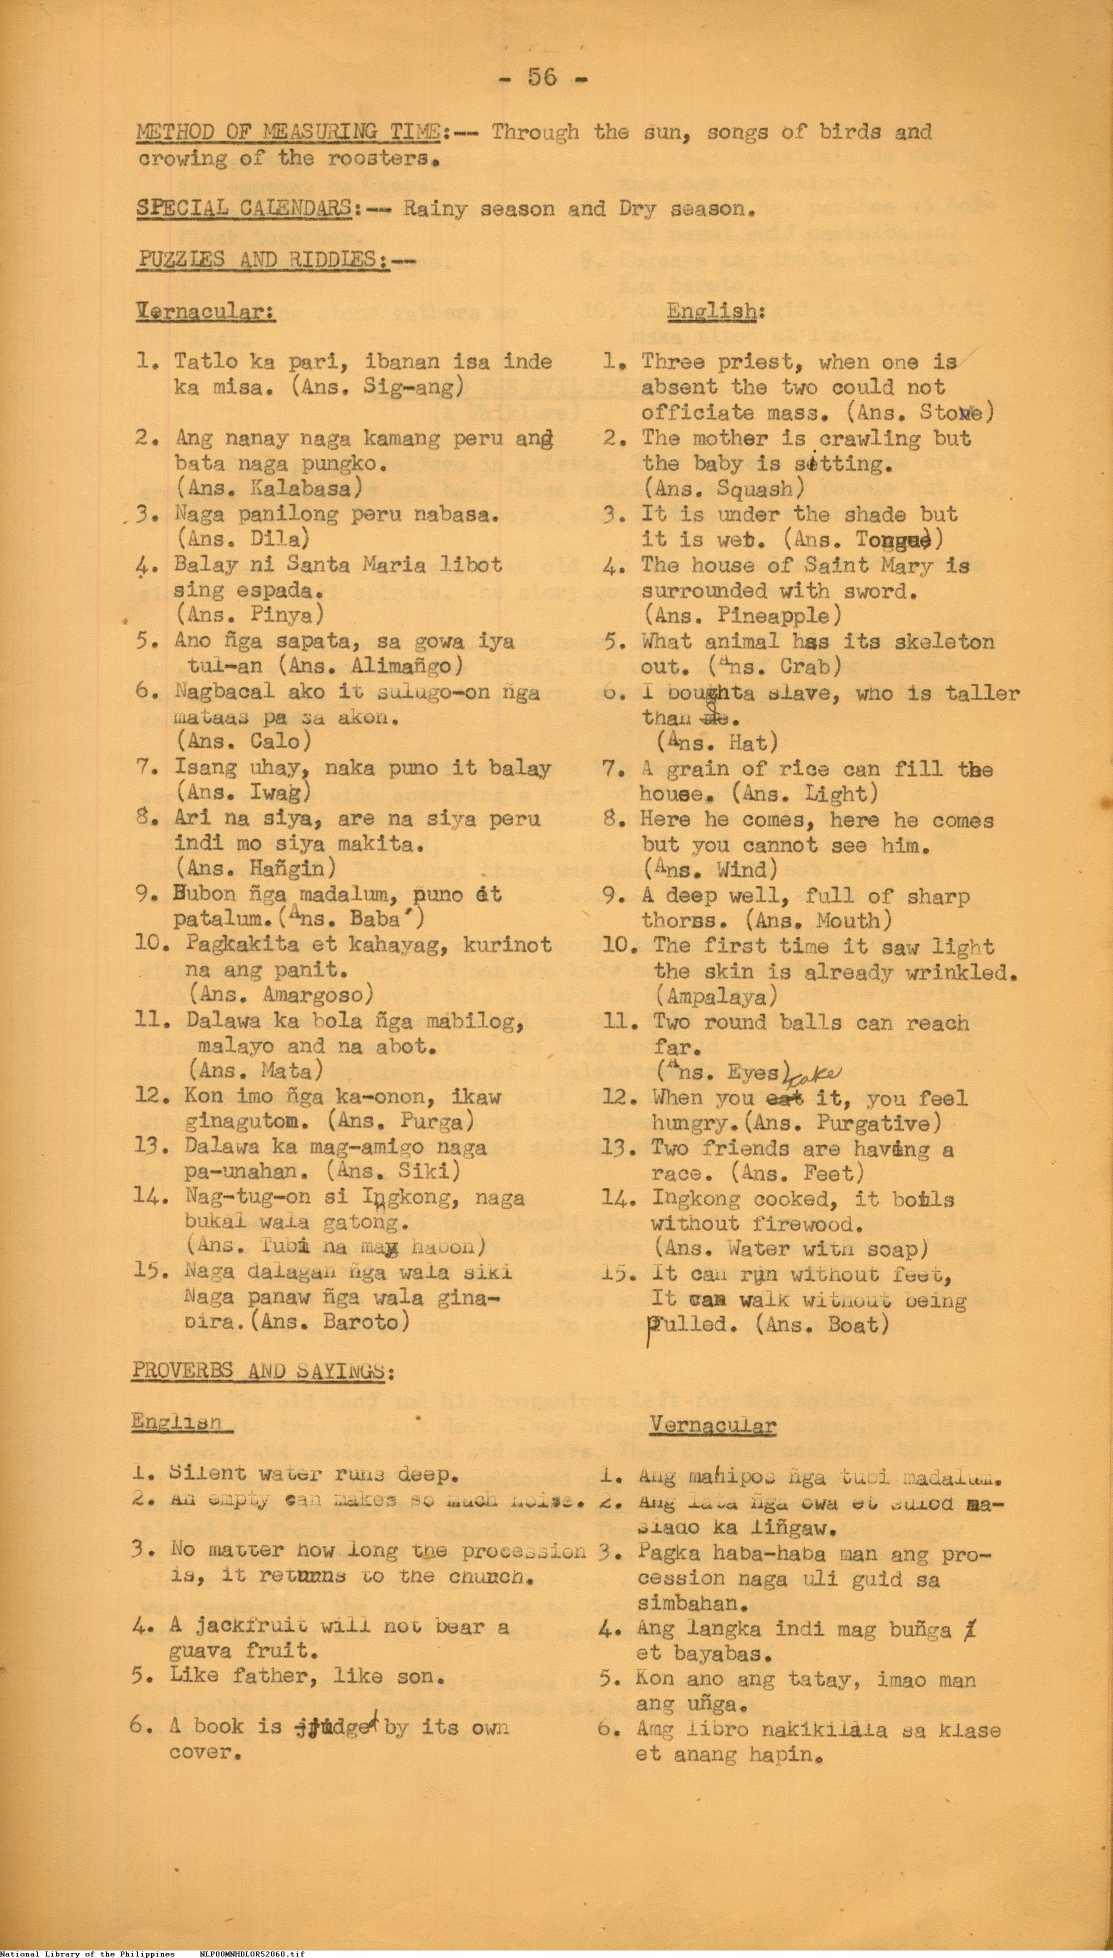 - 56 -
METHOD OF MEASURING TIME:-- Through the sun, songs of birds and
crowing of the roosters.
SPECIAL CALENDARS:-- Rainy season and Dry season.
PUZZLES AND RIDDLES:--
Vernacular:
1. Tatlo ka pari, ibanan isa inde
ka misa. (Ans. Sig-ang)
2. Ang nanay naga kamang peru ang
bata naga pungko.
(Ans. Kalabasa)
3. Naga panilong peru nabasa.
(Ans. Dila)
4. Balay ni Santa Maria libot
sing espada.
(Ans. Pinya)
5. Ano ñga sapata, sa gowa iya
tul-an (Ans. Alimañgo)
6. Nagbacal ako it sulugo-on ñga
mataas pa sa akon.
(Ans. Calo)
7. Isang uhay, naka puno it balay
(Ans. Iwag)
8. Ari na siya, are na siya peru
indi mo siya makita.
(Ans. Hañgin)
9. Bubon ñga madalum, puno it
patalum.(Ans. Baba')
10. Pagkakita et kahayag, kurinot
na ang panit.
(Ans. Amargoso)
11. Dalawa ka bola ñga mabilog,
malayo and na abot.
(Ans. Mata)
12. Kon imo ñga ka-onon, ikaw
ginagutom. (Ans. Purga)
13. Dalawa ka mag-amigo naga
pa-unahan. (Ans. Siki)
14. Nag-tug-on si Ingkong, naga
bukal wala gatong.
(Ans. Tubi na may habon)
15. Naga dalagan ñga wala siki
Naga panaw ñga wala gina-
bira.(Ans. Baroto)
English:
1. Three priest, when one is
absent the two could not
officiate mass. (Ans. Stove)
2. The mother is crawling but
the baby is sitting.
(Ans. Squash)
3. It is under the shade but
it is wet. (Ans. Tongue)
4. The house of Saint Mary is
surrounded with sword.
(Ans. Pineapple)
5. What animal has its skeleton
out. (Ans. Crab)
6. I bought a slave, who is taller
than me.
(Ans. Hat)
7. A grain of rice can fill the
house. (Ans. Light)
8. Here he comes, here he comes
but you cannot see him.
(Ans. Wind)
9. A deep well, full of sharp
thorns. (Ans. Mouth)
10. The first time it saw light
the skin is already wrinkled.
(Ampalaya)
11. Two round balls can reach
far.
(Ans. Eyes)
take
12. When you eat it, you feel
hungry.(Ans. Purgative)
13. Two friends are having a
race. (Ans. Feet)
14. Ingkong cooked, it boils
without firewood.
(Ans. Water with soap)
15. It can run without feet,
It can walk without being
pulled. (Ans. Boat)
PROVERBS AND SAYINGS:
English
1. Silent water runs deep.
2. An empty can makes so much noise.
3. No matter how long the procession
is, it returns to the church.
4. A jackfruit will not bear a
guava fruit.
5. Like father, like son.
6. A book is judged by its own
cover.
Vernacular
1. Ang mahipos ñga tubi madalum.
2. Ang lata ñga owa et sulod ma-
siado ka liñgaw.
3. Pagka haba-haba man ang pro-
cession naga uli guid sa
simbahan.
4. Ang langka indi mag buñga
et bayabas.
5. Kon ano ang tatay, imao man
ang uñga.
6. Amg libro nakikilala sa klase
et anang hapin.
National Library of the Philippines NLPOOMNHDLOR52060.tif